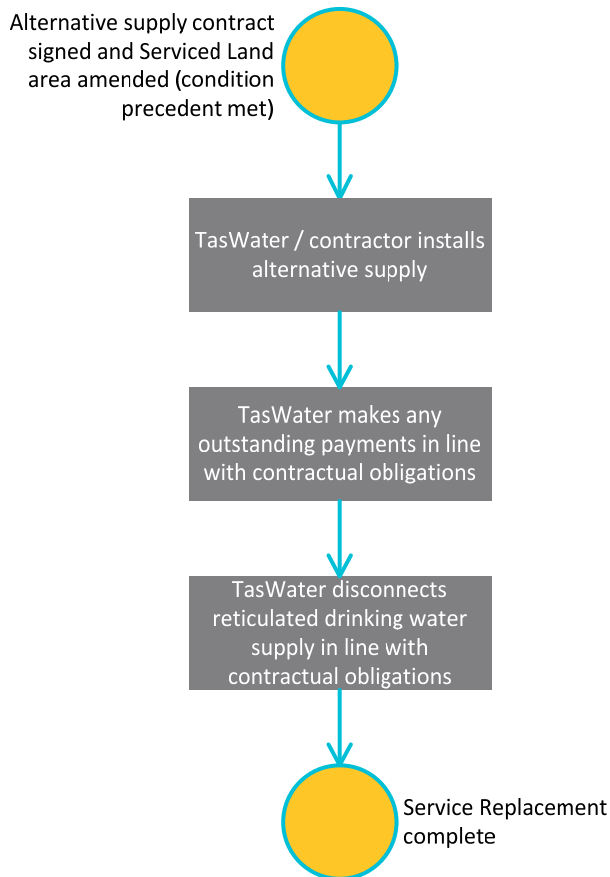 Alternative supply contract
signed and Serviced Land
area amended (condition
precedent met)
TasWater / contractor installs
alternative supply
TasWater makes any
outstanding payments in line
with contractual obligations
TasWater disconnects
reticulated drinking water
supply in line with
contractual obligations
Service Replacement
complete